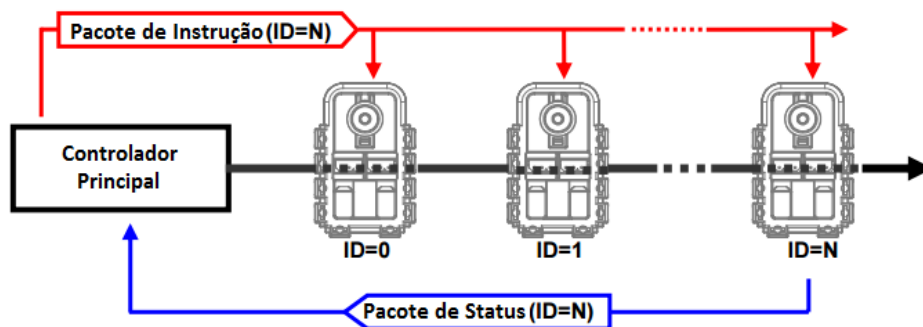 Pacote de Instrução (ID=N)
Controlador
Principal
ID=0
ID=1
ID=N
Pacote de Status (ID=N)